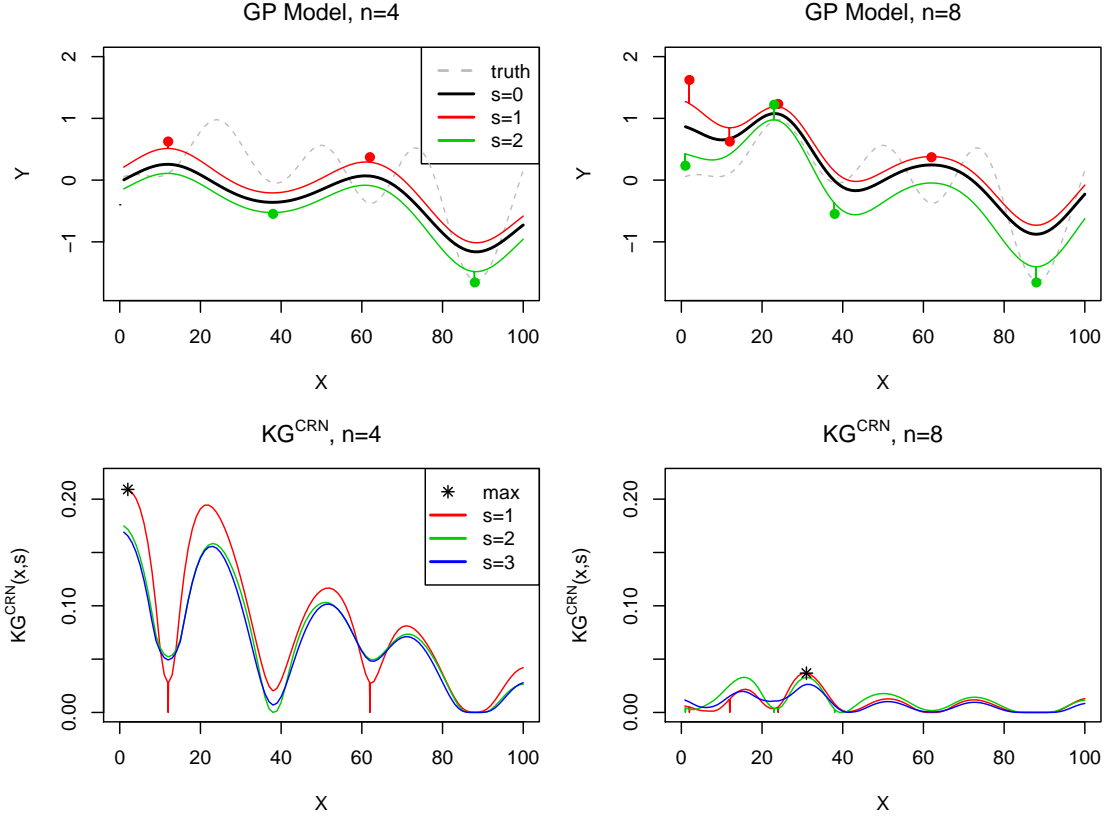 GP Model, n=4
Y
2
1
0
−1
truth
s=0
s=1
s=2
0 20 40 60 80 100
X
GP Model, n=8
Y
2
1
0
−1
0 20 40 60 80 100
X
KG^CRN, n=4
KG^CRN(x,s)
0.20
0.10
0.00
max
s=1
s=2
s=3
0 20 40 60 80 100
X
KG^CRN, n=8
KG^CRN(x,s)
0.20
0.10
0.00
0 20 40 60 80 100
X